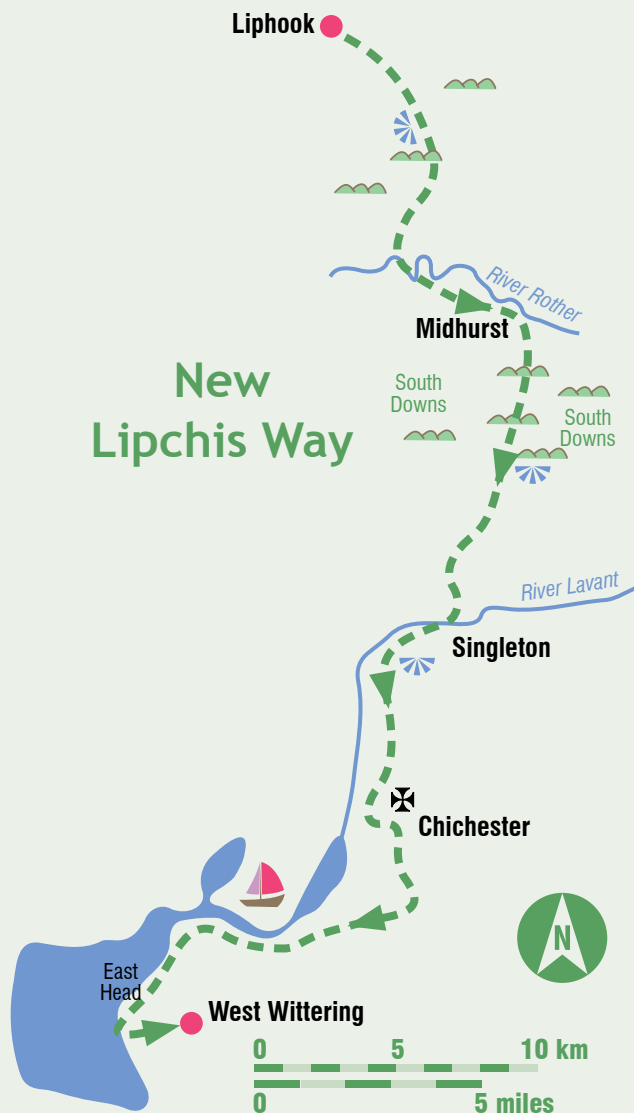 Liphook
River Rother
Midhurst
New
Lipchis Way
South
Downs
South
Downs
River Lavant
Singleton
Chichester
N
East
Head
West Wittering
0 5 10 km
0 5 miles